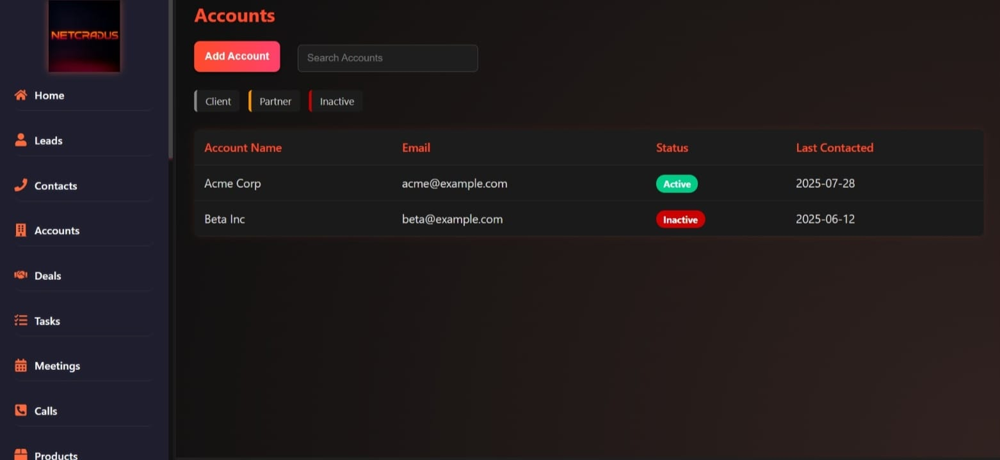 NETCRADUS
Home
Leads
Contacts
Accounts
Deals
Tasks
Meetings
Calls
Products
Accounts
Add Account
Search Accounts
Client Partner Inactive
Account Name Email Status Last Contacted
Acme Corp acme@example.com Active 2025-07-28
Beta Inc beta@example.com Inactive 2025-06-12